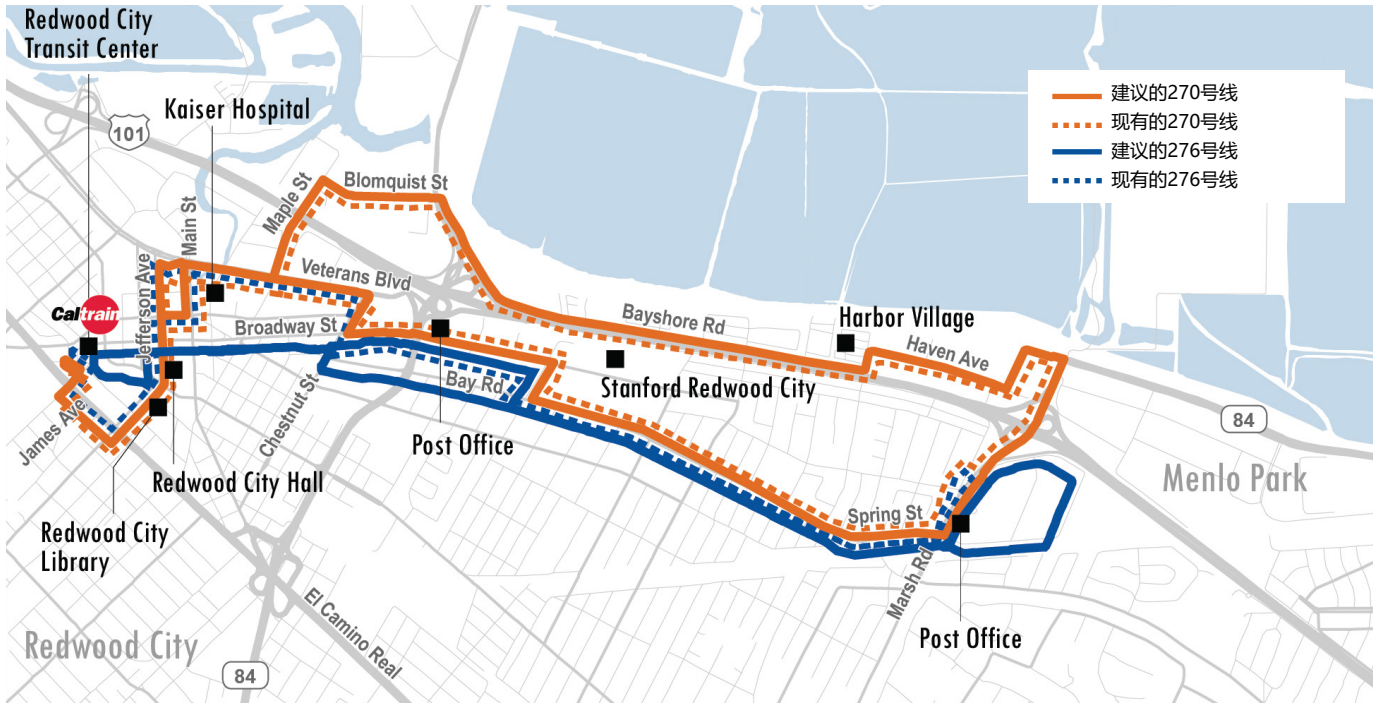 Redwood City
Transit Center
Kaiser Hospital
101
建议的270号线
现有的270号线
建议的276号线
现有的276号线
Maple St
Blomquist St
Main St
Veterans Blvd
Jefferson Ave
Caltrain
Broadway St
Bayshore Rd
Harbor Village
Haven Ave
Stanford Redwood City
Bay Rd
Chestnut St
James Ave
Post Office
84
Menlo Park
Redwood City Hall
Spring St
Redwood City
Library
Marsh Rd
El Camino Real
Post Office
Redwood City
84